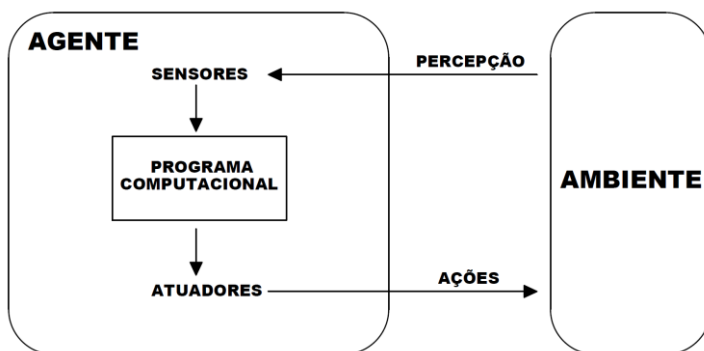 AGENTE
SENSORES
PERCEPÇÃO
PROGRAMA
COMPUTACIONAL
AMBIENTE
ATUADORES
AÇÕES